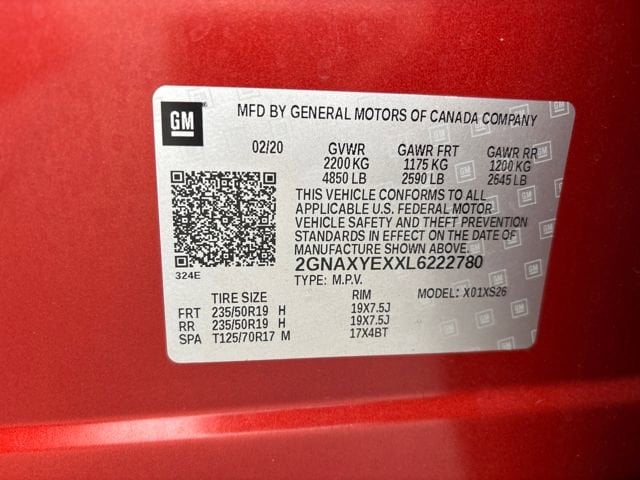 GM
MFD BY GENERAL MOTORS OF CANADA COMPANY
02/20 GVWR GAWR FRT GAWR RR
2200 KG 1175 KG 1200 KG
4850 LB 2590 LB 2645 LB
THIS VEHICLE CONFORMS TO ALL
APPLICABLE U.S. FEDERAL MOTOR
VEHICLE SAFETY AND THEFT PREVENTION
STANDARDS IN EFFECT ON THE DATE OF
MANUFACTURE SHOWN ABOVE.
324E
2GNAXYEXXL6222780
TYPE: M.P.V. MODEL: X01XS26
TIRE SIZE RIM
FRT 235/50R19 H 19X7.5J
RR 235/50R19 H 19X7.5J
SPA T125/70R17 M 17X4BT